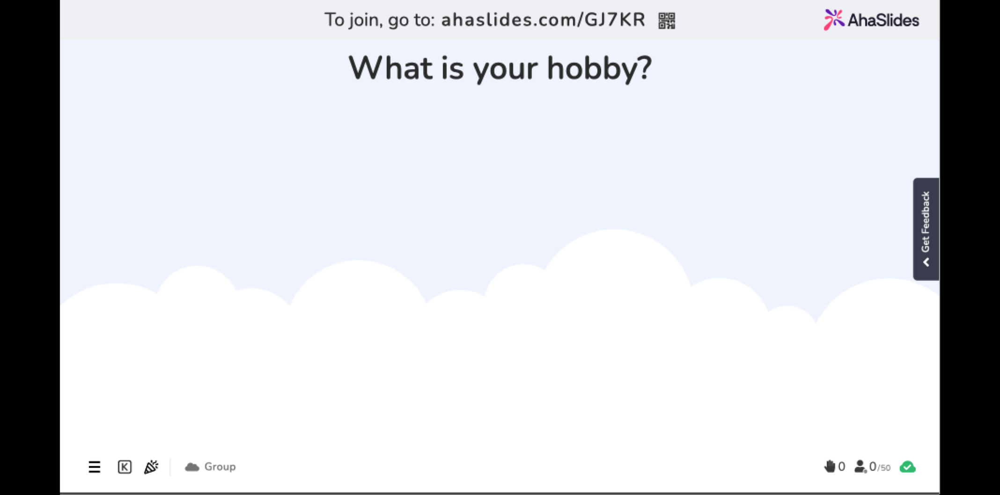 To join, go to: ahaslides.com/GJ7KR
AhaSlides
What is your hobby?
Get Feedback
K
Group
0
0/50